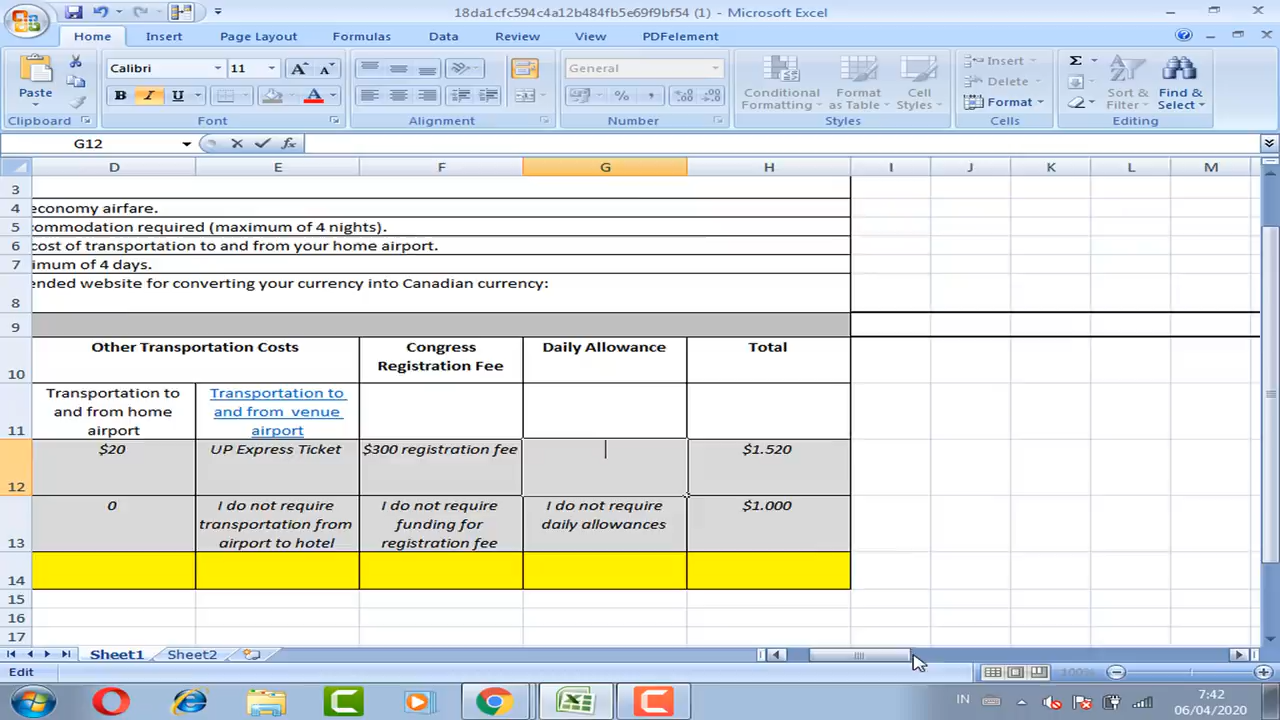 18da1cfc594c4a12b484fb5e69f9bf54 (1) - Microsoft Excel
Home Insert Page Layout Formulas Data Review View PDFelement
Paste
Clipboard
Calibri 11
B I U
Font
Alignment
General
Number
Conditional Formatting
Format as Table
Cell Styles
Styles
Insert
Delete
Format
Cells
Sort & Filter
Find & Select
Editing
G12
D E F G H I J K L M
3
4 economy airfare.
5 commodation required (maximum of 4 nights).
6 cost of transportation to and from your home airport.
7 imum of 4 days.
8 ended website for converting your currency into Canadian currency:
9
10 Other Transportation Costs
Congress Registration Fee
Daily Allowance
Total
11 Transportation to and from home airport
Transportation to and from venue airport
12 $20 UP Express Ticket $300 registration fee $1.520
13 0
I do not require transportation from airport to hotel
I do not require funding for registration fee
I do not require daily allowances
$1.000
14
15
16
17
Sheet1 Sheet2
Edit 100%
IN 7:42
06/04/2020